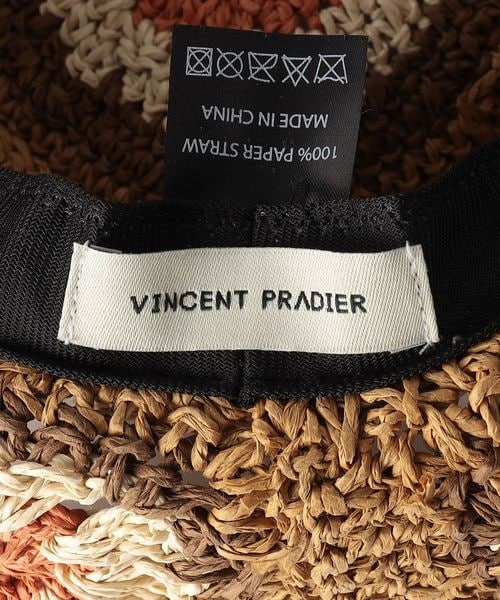 100% PAPER STRAW
MADE IN CHINA
VINCENT PRADIER